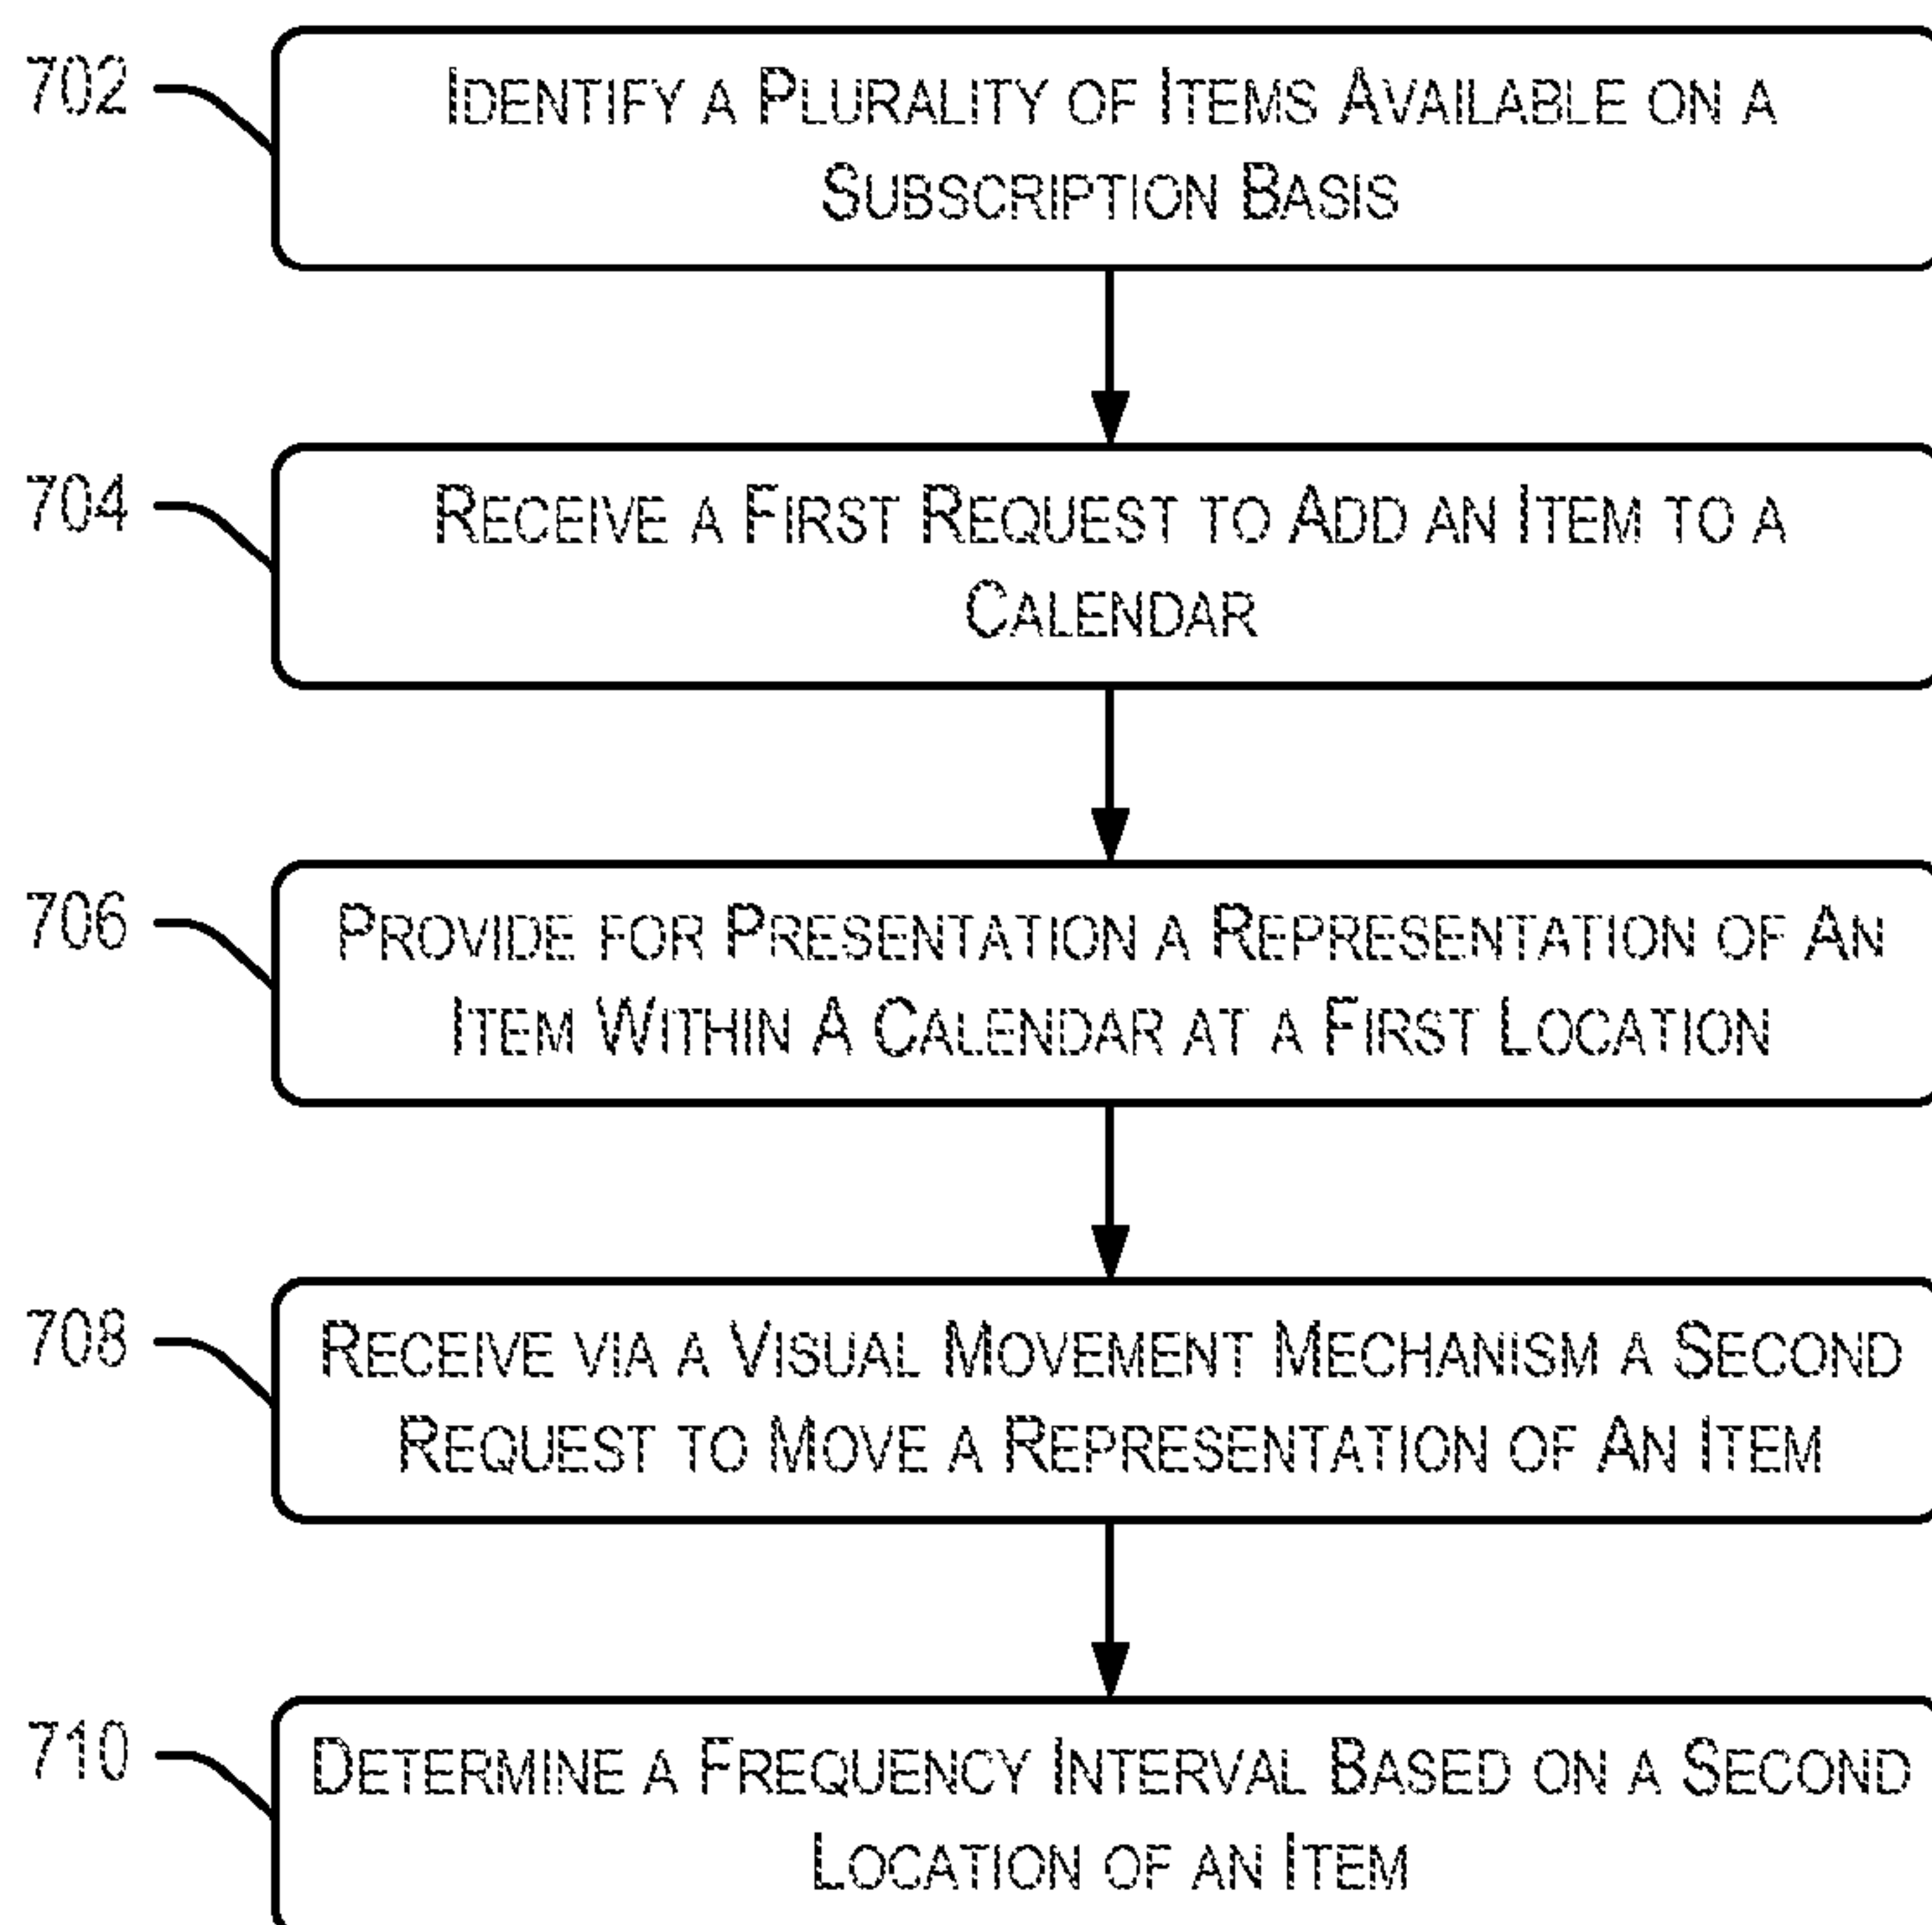 702
IDENTIFY A PLURALITY OF ITEMS AVAILABLE ON A
SUBSCRIPTION BASIS
704
RECEIVE A FIRST REQUEST TO ADD AN ITEM TO A
CALENDAR
706
PROVIDE FOR PRESENTATION A REPRESENTATION OF AN
ITEM WITHIN A CALENDAR AT A FIRST LOCATION
708
RECEIVE VIA A VISUAL MOVEMENT MECHANISM A SECOND
REQUEST TO MOVE A REPRESENTATION OF AN ITEM
710
DETERMINE A FREQUENCY INTERVAL BASED ON A SECOND
LOCATION OF AN ITEM